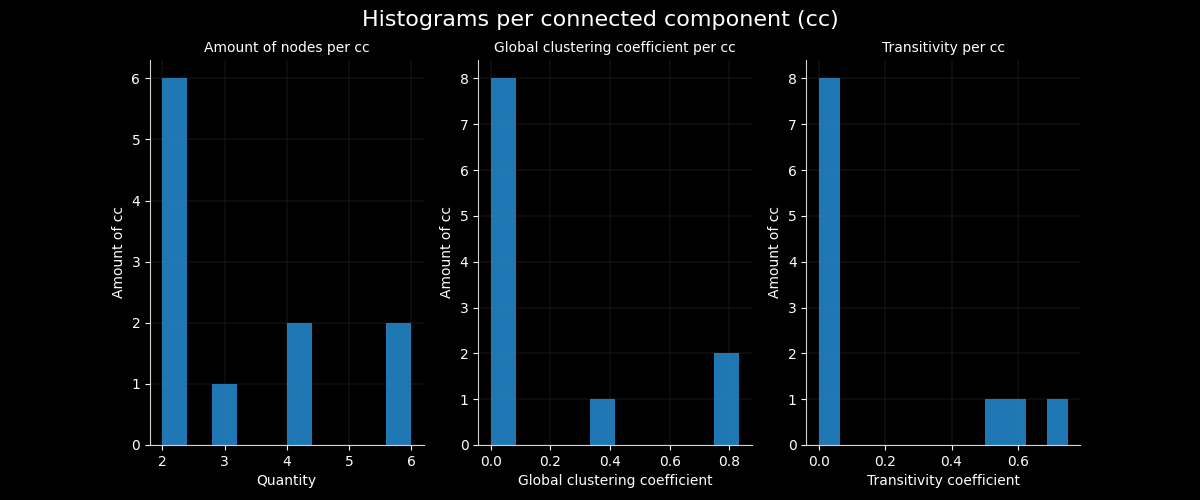 Histograms per connected component (cc)
Amount of nodes per cc
Global clustering coefficient per cc
Transitivity per cc
Amount of cc
6
5
4
3
2
1
0
2 3 4 5 6
Quantity
Amount of cc
8
7
6
5
4
3
2
1
0
0.0 0.2 0.4 0.6 0.8
Global clustering coefficient
Amount of cc
8
7
6
5
4
3
2
1
0
0.0 0.2 0.4 0.6
Transitivity coefficient